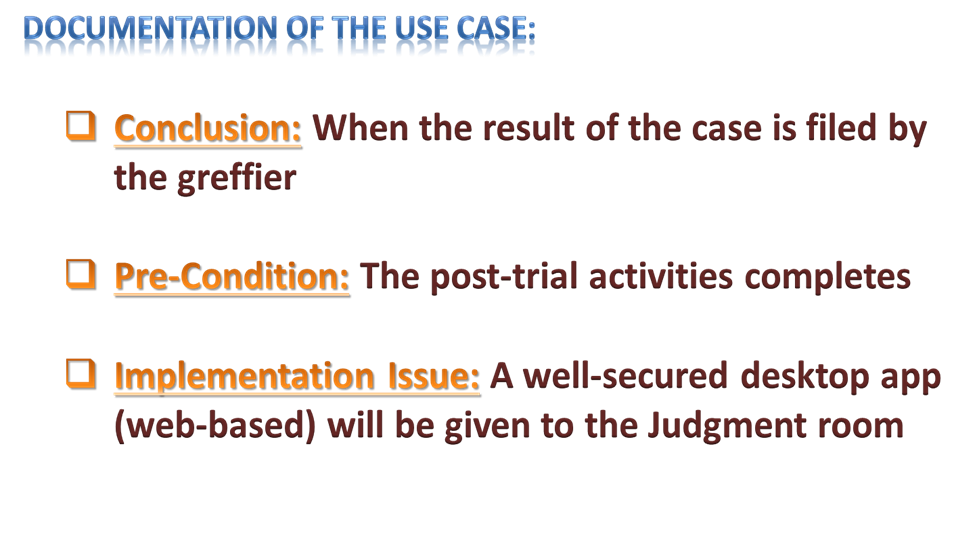 DOCUMENTATION OF THE USE CASE:
Conclusion: When the result of the case is filed by
the greffier
Pre-Condition: The post-trial activities completes
Implementation Issue: A well-secured desktop app
(web-based) will be given to the Judgment room